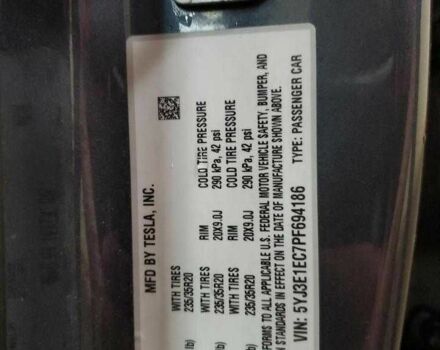 MFD BY TESLA, INC.
WITH TIRES
lb) 235/35R20
WITH TIRES RIM COLD TIRE PRESSURE
lb) 235/35R20 20X9.0J 290 kPa, 42 psi
WITH TIRES RIM COLD TIRE PRESSURE
lb) 235/35R20 20X9.0J 290 kPa, 42 psi
FORMS TO ALL APPLICABLE U.S. FEDERAL MOTOR VEHICLE SAFETY, BUMPER, AND
STANDARDS IN EFFECT ON THE DATE OF MANUFACTURE SHOWN ABOVE.
VIN: 5YJ3E1EC7PF694186 TYPE: PASSENGER CAR